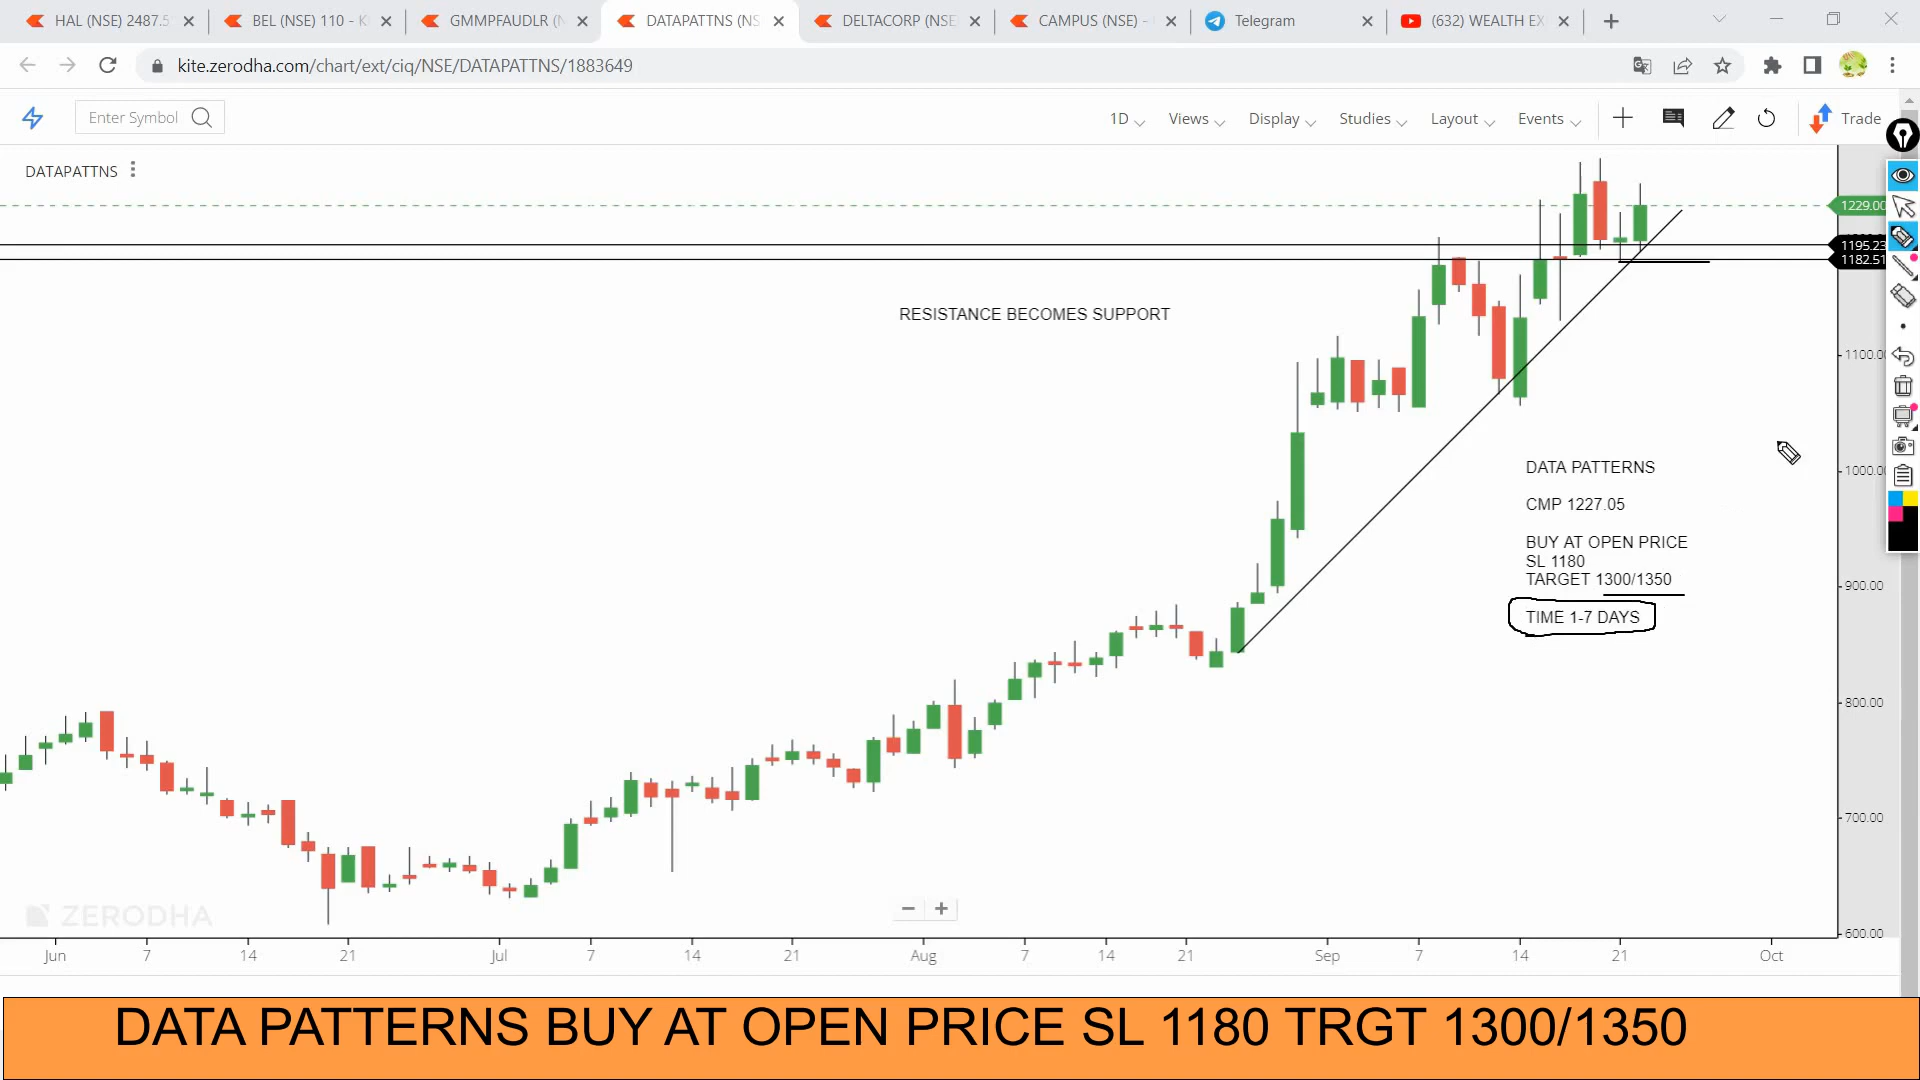 HAL (NSE) 2487.5
BEL (NSE) 110 - K
GMMPFAUDLR (N
DATAPATTNS (NS
DELTACORP (NSE
CAMPUS (NSE) -
Telegram
(632) WEALTH EX
kite.zerodha.com/chart/ext/ciq/NSE/DATAPATTNS/1883649
Enter Symbol
1D
Views
Display
Studies
Layout
Events
Trade
DATAPATTNS
1229.00
1195.23
1182.51
RESISTANCE BECOMES SUPPORT
1100.00
1000.00
DATA PATTERNS
CMP 1227.05
BUY AT OPEN PRICE
SL 1180
TARGET 1300/1350
900.00
TIME 1-7 DAYS
800.00
700.00
ZERODHA
600.00
Jun 7 14 21 Jul 7 14 21 Aug 7 14 21 Sep 7 14 21 Oct
DATA PATTERNS BUY AT OPEN PRICE SL 1180 TRGT 1300/1350